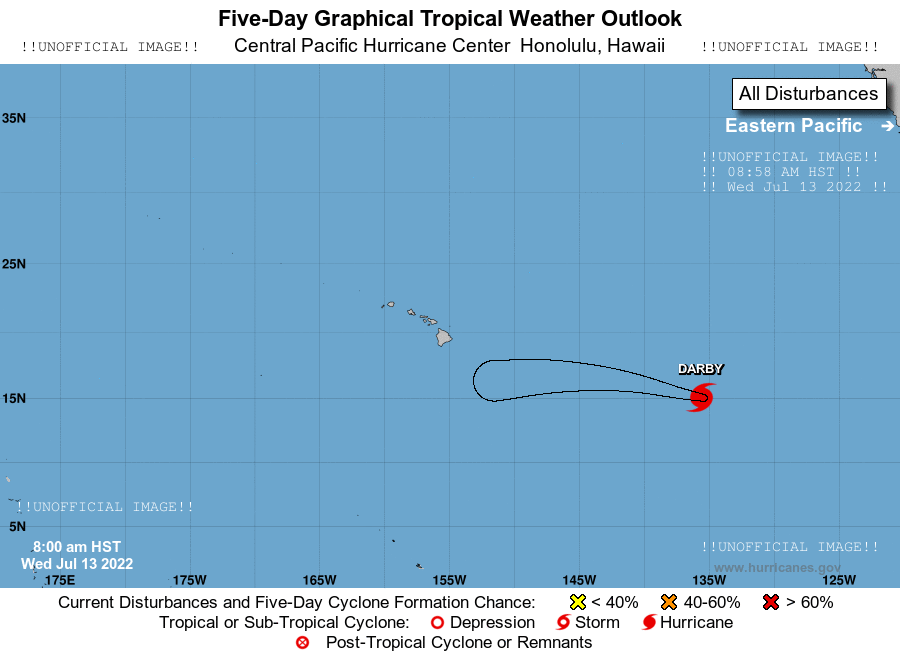 Five-Day Graphical Tropical Weather Outlook
!!UNOFFICIAL IMAGE!! Central Pacific Hurricane Center Honolulu, Hawaii !!UNOFFICIAL IMAGE!!
All Disturbances
35N
Eastern Pacific
!!UNOFFICIAL IMAGE!!
!! 08:58 AM HST !!
!! Wed Jul 13 2022 !!
25N
DARBY
15N
!!UNOFFICIAL IMAGE!!
5N
8:00 am HST
Wed Jul 13 2022
!!UNOFFICIAL IMAGE!!
www.hurricanes.gov
175E 175W 165W 155W 145W 135W 125W
Current Disturbances and Five-Day Cyclone Formation Chance: < 40% 40-60% > 60%
Tropical or Sub-Tropical Cyclone: Depression Storm Hurricane
Post-Tropical Cyclone or Remnants